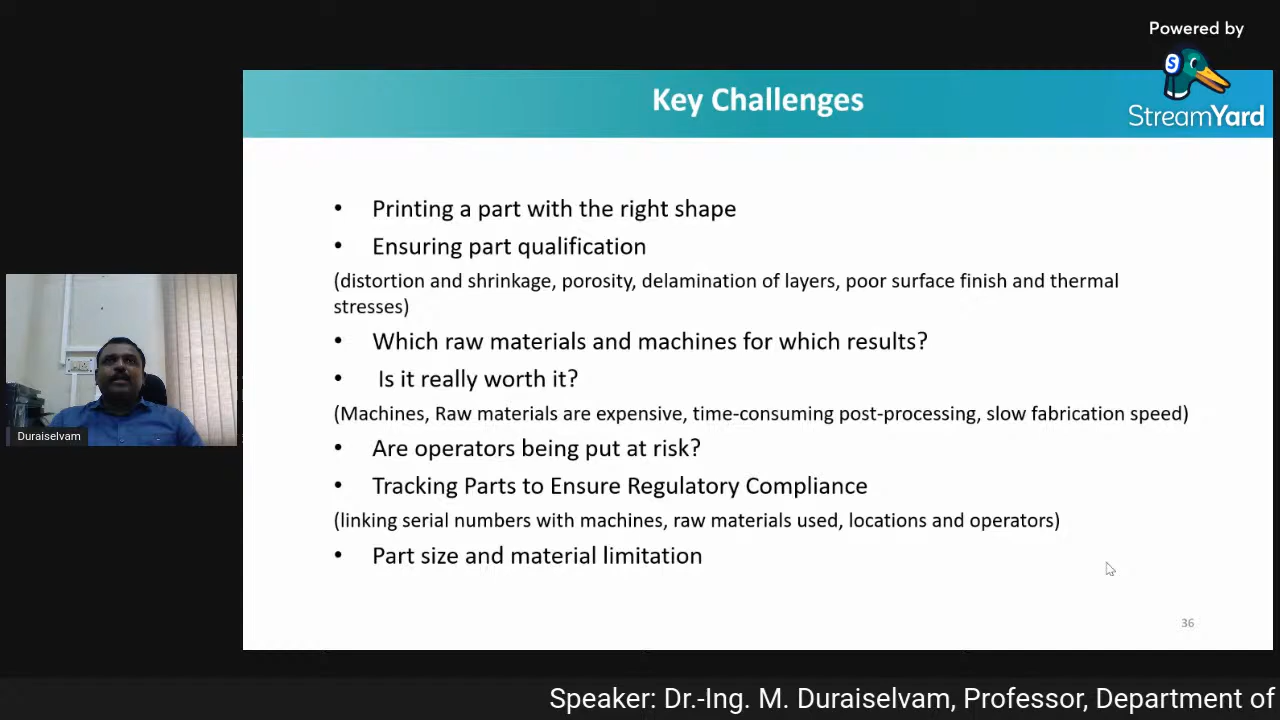 Powered by
StreamYard
Key Challenges
• Printing a part with the right shape
• Ensuring part qualification
(distortion and shrinkage, porosity, delamination of layers, poor surface finish and thermal
stresses)
• Which raw materials and machines for which results?
• Is it really worth it?
(Machines, Raw materials are expensive, time-consuming post-processing, slow fabrication speed)
• Are operators being put at risk?
• Tracking Parts to Ensure Regulatory Compliance
(linking serial numbers with machines, raw materials used, locations and operators)
• Part size and material limitation
36
Duraiselvam
Speaker: Dr.-Ing. M. Duraiselvam, Professor, Department of